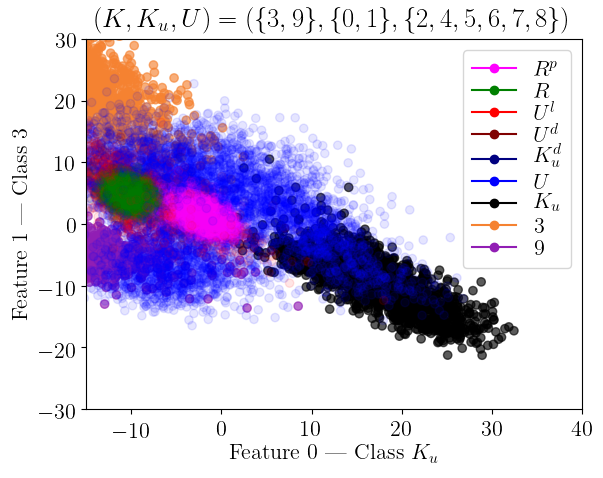 (K, K_u, U) = ({3, 9}, {0, 1}, {2, 4, 5, 6, 7, 8})
30
20
10
0
−10
−20
−30
Feature 1 — Class 3
R^p
R
U^l
U^d
K_u^d
U
K_u
3
9
−10
0
10
20
30
40
Feature 0 — Class K_u